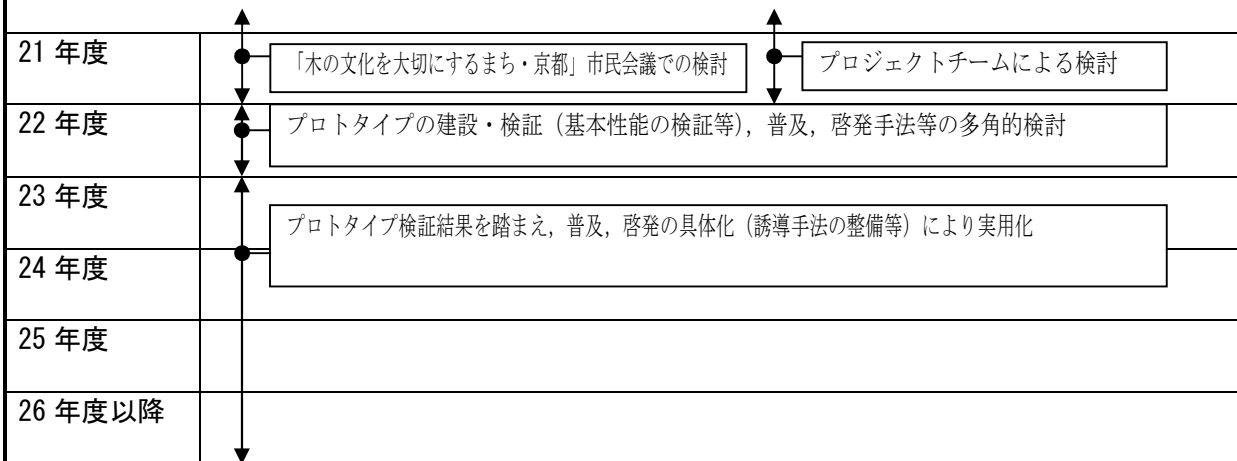 21 年度
「木の文化を大切にするまち・京都」市民会議での検討
プロジェクトチームによる検討
22 年度
プロトタイプの建設・検証（基本性能の検証等），普及，啓発手法等の多角的検討
23 年度
プロトタイプ検証結果を踏まえ，普及，啓発の具体化（誘導手法の整備等）により実用化
24 年度
25 年度
26 年度以降